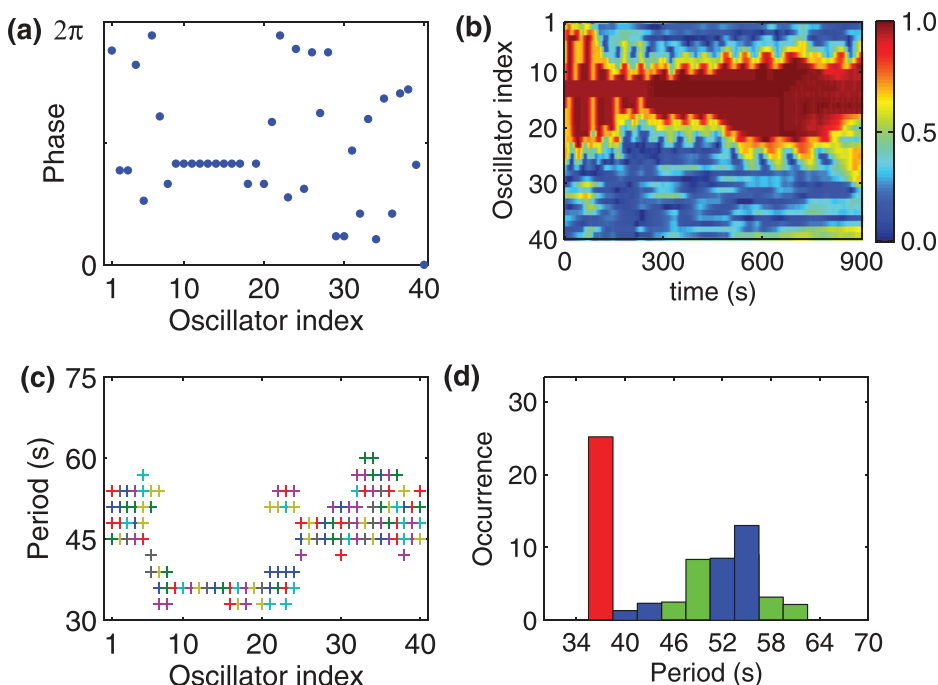 (a)
2π
Phase
0
1
10
20
30
40
Oscillator index
(b)
1
10
20
30
40
Oscillator index
0
300
600
900
time (s)
1.0
0.5
0.0
(c)
75
60
45
30
Period (s)
1
10
20
30
40
Oscillator index
(d)
30
20
10
0
Occurrence
34
40
46
52
58
64
70
Period (s)